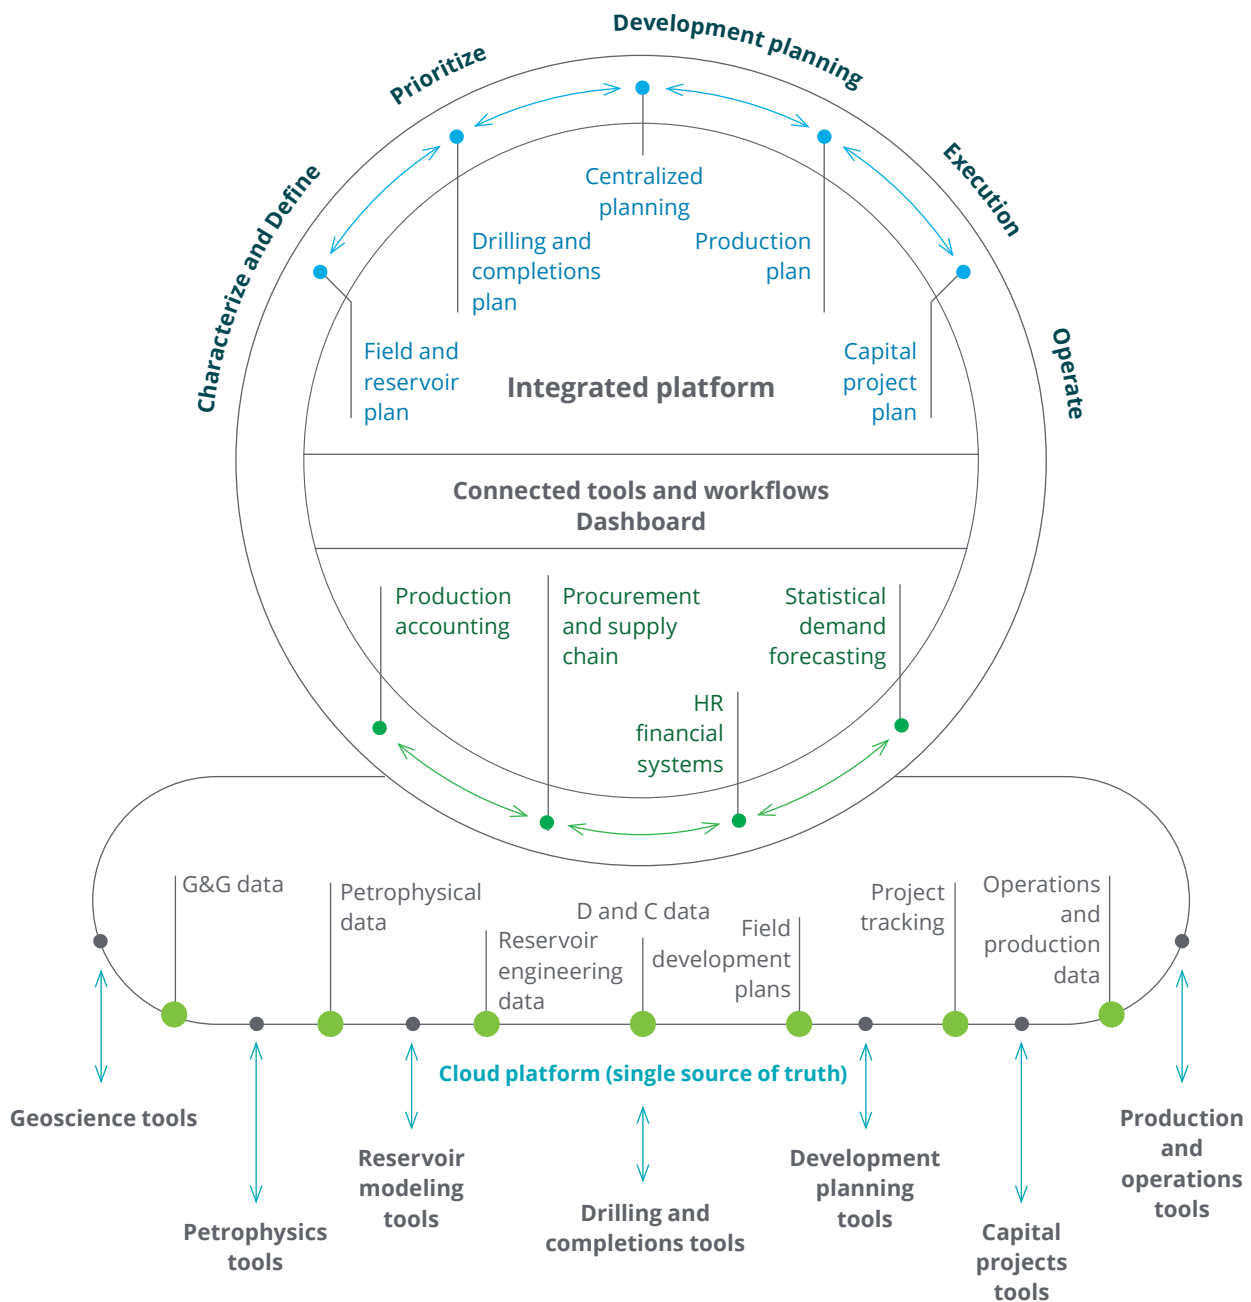 Development planning
Prioritize
Execution
Characterize and Define
Operate
Centralized
planning
Drilling and
completions
plan
Production
plan
Field and
reservoir
plan
Capital
project
plan
Integrated platform
Connected tools and workflows
Dashboard
Production
accounting
Procurement
and supply
chain
Statistical
demand
forecasting
HR
financial
systems
G&G data
Petrophysical
data
Reservoir
engineering
data
D and C data
Field
development
plans
Project
tracking
Operations
and
production
data
Cloud platform (single source of truth)
Geoscience tools
Petrophysics
tools
Reservoir
modeling
tools
Drilling and
completions tools
Development
planning
tools
Capital
projects
tools
Production
and
operations
tools